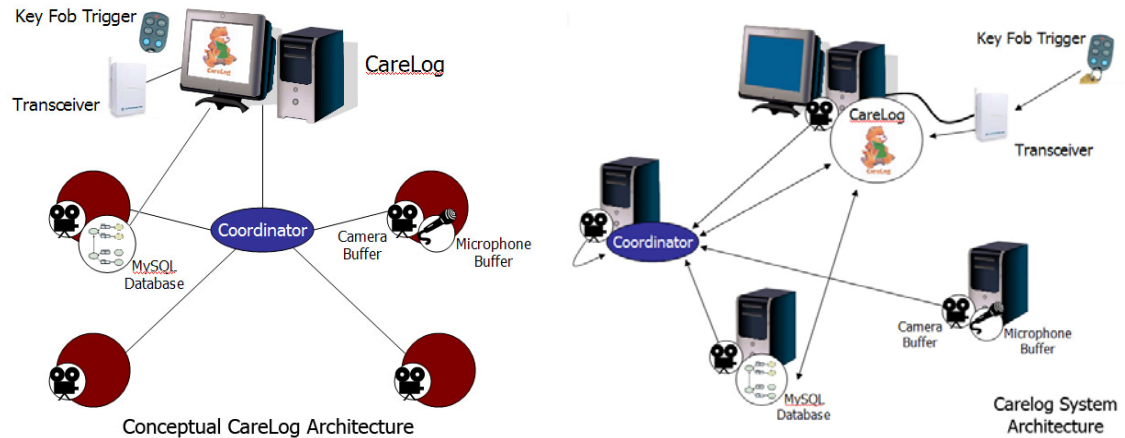 Key Fob Trigger
CareLog
CareLog
Transceiver
Coordinator
Camera
Buffer
Microphone
Buffer
MySQL
Database
Conceptual CareLog Architecture
Key Fob Trigger
CareLog
CareLog
Transceiver
Coordinator
Camera
Buffer
Microphone
Buffer
MySQL
Database
Carelog System
Architecture